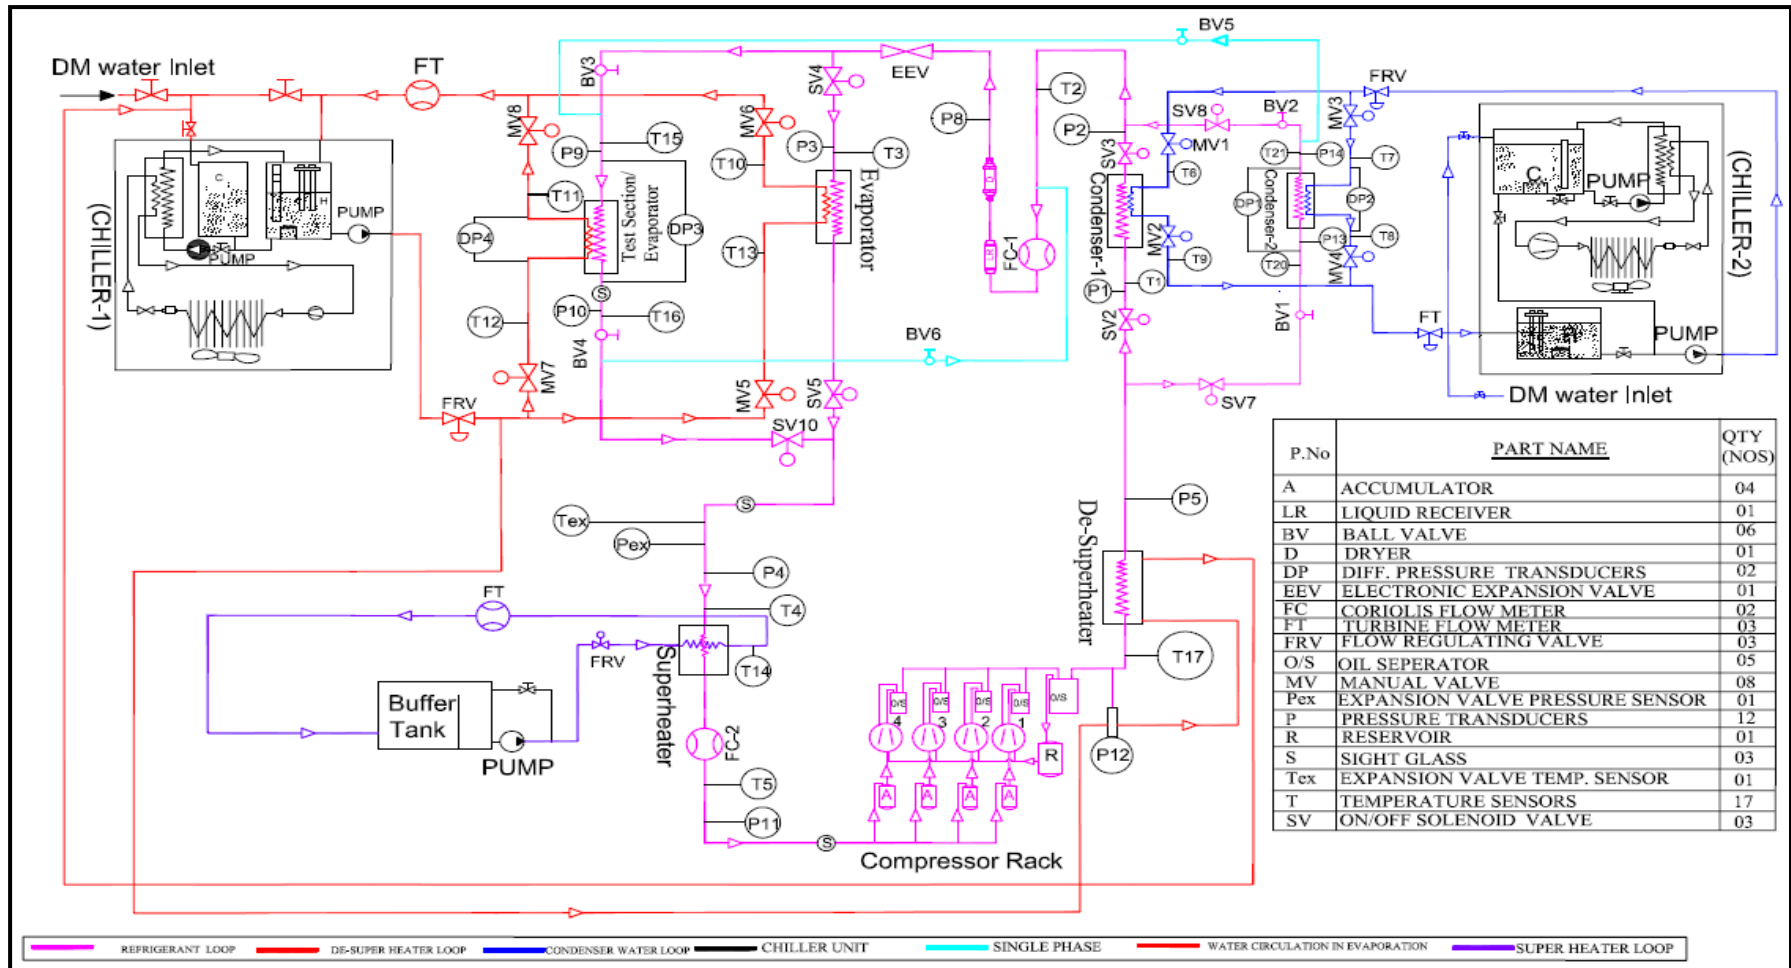 BV5
DM water Inlet
FT
BV3
SV4
EEV
T2
P8
P2
SV8
BV2
FRV
MV3
MV8
MV6
T15
P9
P3
T3
T10
SV3
MV1
T21
P14
T7
T6
C
H
T11
D
Condenser-1
Condenser-2
DP1
DP2
C
PUMP
(CHILLER-1)
PUMP
PUMP
DP4
Test Section/
Evaporator
DP3
Evaporator
T13
LR
FC-1
MV2
T9
P13
T8
T20
MV4
(CHILLER-2)
S
P10
T16
T12
P1
T1
SV2
BV1
FT
PUMP
BV4
BV6
MV7
MV5
SV5
SV7
DM water Inlet
FRV
SV10
S
Tex
Pex
P4
P5
De-Superheater
FT
T4
FRV
T14
Superheater
T17
Buffer
Tank
PUMP
FC-2
O/S
O/S
O/S
O/S
O/S
4
3
2
1
R
P12
T5
A
A
A
A
P11
S
Compressor Rack
P.No PART NAME QTY (NOS)
A ACCUMULATOR 04
LR LIQUID RECEIVER 01
BV BALL VALVE 06
D DRYER 01
DP DIFF. PRESSURE TRANSDUCERS 02
EEV ELECTRONIC EXPANSION VALVE 01
FC CORIOLIS FLOW METER 02
FT TURBINE FLOW METER 03
FRV FLOW REGULATING VALVE 03
O/S OIL SEPERATOR 05
MV MANUAL VALVE 08
Pex EXPANSION VALVE PRESSURE SENSOR 01
P PRESSURE TRANSDUCERS 12
R RESERVOIR 01
S SIGHT GLASS 03
Tex EXPANSION VALVE TEMP. SENSOR 01
T TEMPERATURE SENSORS 17
SV ON/OFF SOLENOID VALVE 03
REFRIGERANT LOOP DE-SUPER HEATER LOOP CONDENSER WATER LOOP CHILLER UNIT SINGLE PHASE WATER CIRCULATION IN EVAPORATION SUPER HEATER LOOP